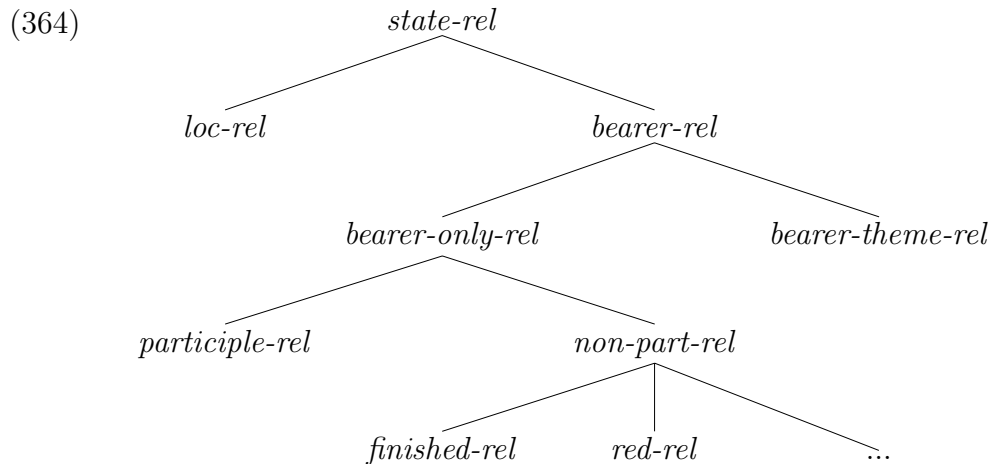 (364) state-rel
loc-rel bearer-rel
bearer-only-rel bearer-theme-rel
participle-rel non-part-rel
finished-rel red-rel ...